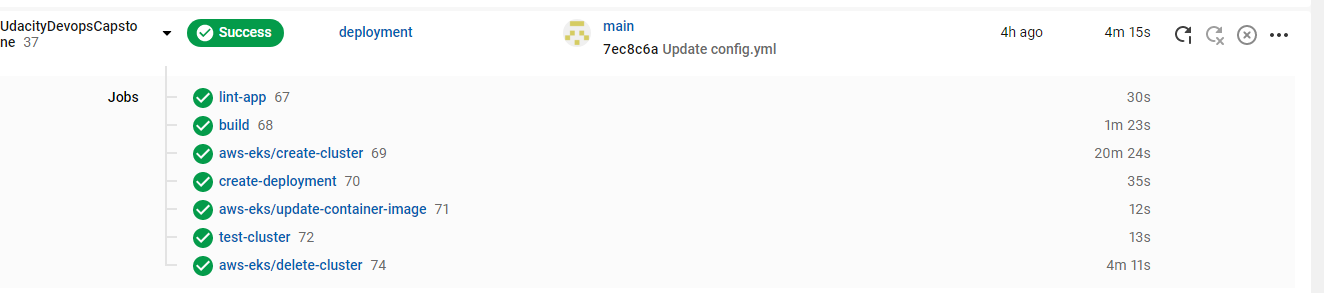 UdacityDevopsCapsto
ne 37
Success
deployment
main
7ec8c6a Update config.yml
4h ago
4m 15s
Jobs
lint-app 67 30s
build 68 1m 23s
aws-eks/create-cluster 69 20m 24s
create-deployment 70 35s
aws-eks/update-container-image 71 12s
test-cluster 72 13s
aws-eks/delete-cluster 74 4m 11s